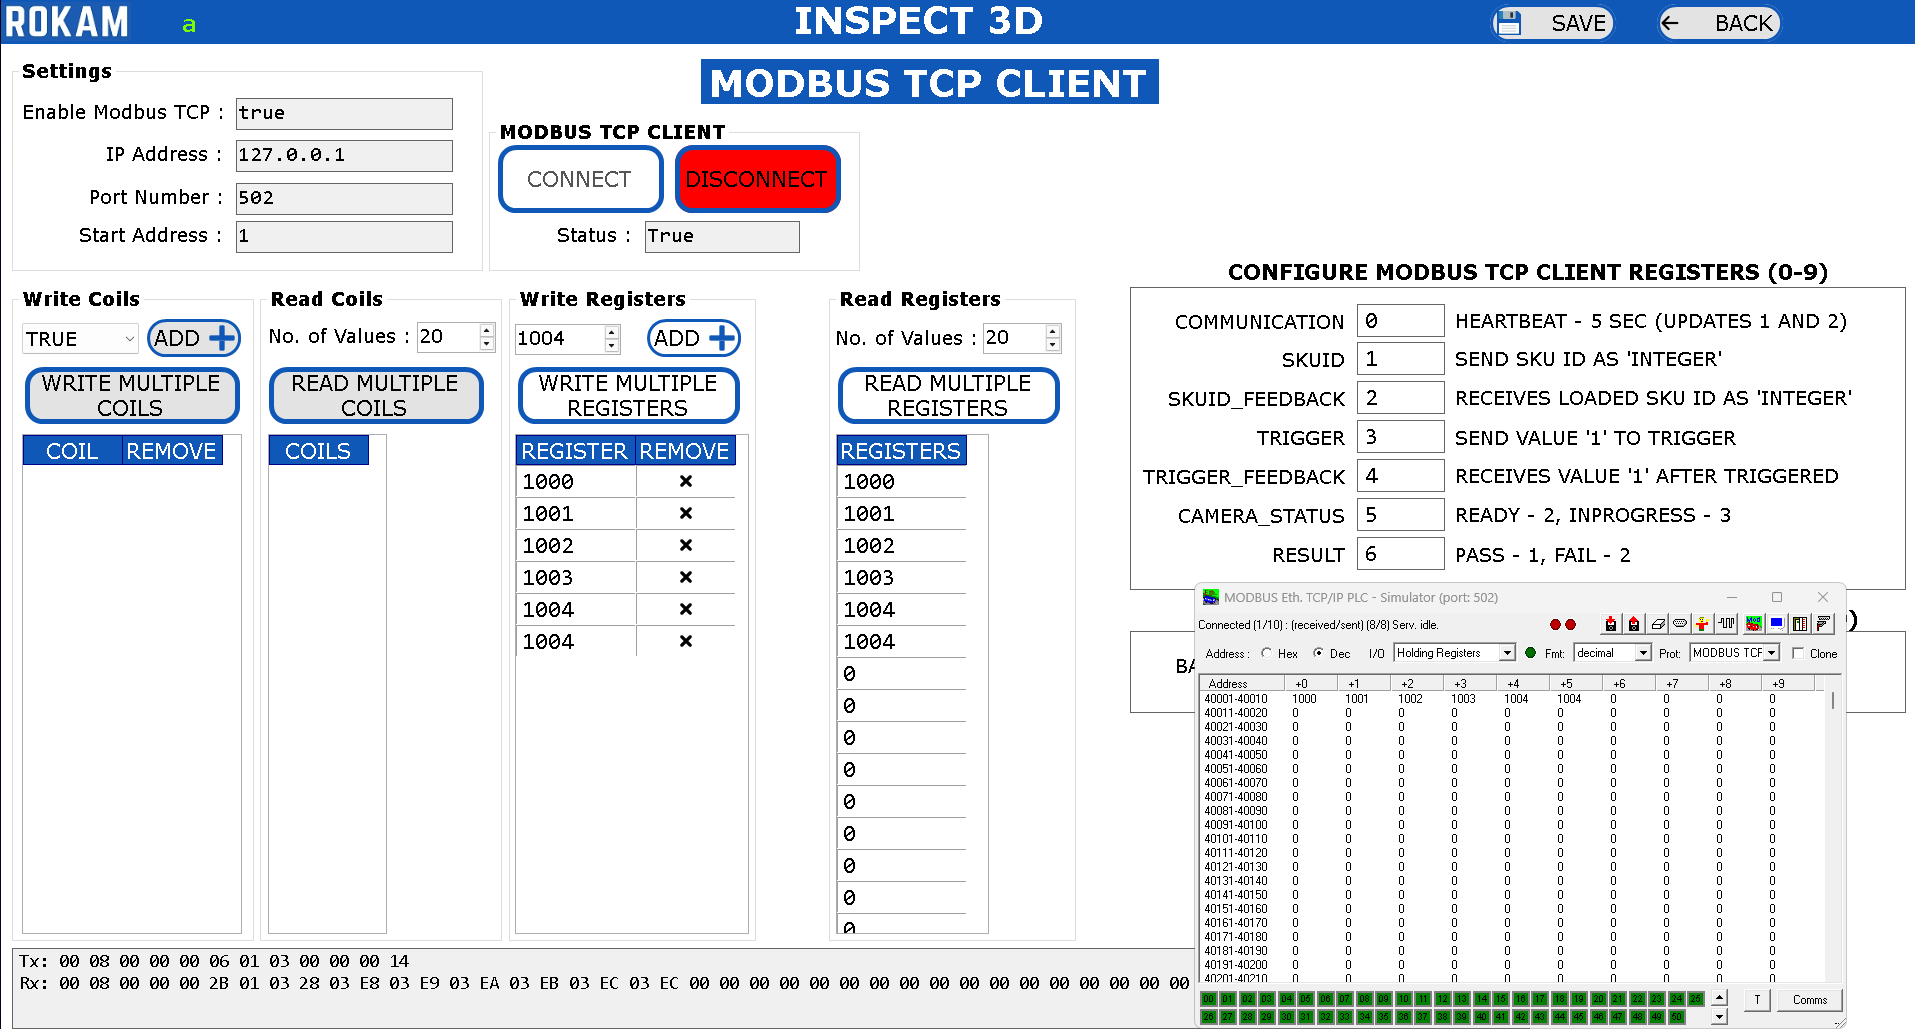 ROKAM a INSPECT 3D SAVE BACK
MODBUS TCP CLIENT
Settings
Enable Modbus TCP : true
IP Address : 127.0.0.1
Port Number : 502
Start Address : 1
MODBUS TCP CLIENT
CONNECT DISCONNECT
Status : True
Write Coils
TRUE ADD
WRITE MULTIPLE
COILS
COIL REMOVE
Read Coils
No. of Values : 20
READ MULTIPLE
COILS
COILS
Write Registers
1004 ADD
WRITE MULTIPLE
REGISTERS
REGISTER REMOVE
1000 ×
1001 ×
1002 ×
1003 ×
1004 ×
1004 ×
Read Registers
No. of Values : 20
READ MULTIPLE
REGISTERS
REGISTERS
1000
1001
1002
1003
1004
1004
0
0
0
0
0
0
0
0
0
CONFIGURE MODBUS TCP CLIENT REGISTERS (0-9)
COMMUNICATION 0 HEARTBEAT - 5 SEC (UPDATES 1 AND 2)
SKUID 1 SEND SKU ID AS 'INTEGER'
SKUID_FEEDBACK 2 RECEIVES LOADED SKU ID AS 'INTEGER'
TRIGGER 3 SEND VALUE '1' TO TRIGGER
TRIGGER_FEEDBACK 4 RECEIVES VALUE '1' AFTER TRIGGERED
CAMERA_STATUS 5 READY - 2, INPROGRESS - 3
RESULT 6 PASS - 1, FAIL - 2
)
BA
MODBUS Eth. TCP/IP PLC - Simulator (port: 502)
Connected (1/10) : (received/sent) (8/8) Serv. idle.
Address : Hex Dec I/O Holding Registers Fmt: decimal Prot: MODBUS TCP Clone
Address +0 +1 +2 +3 +4 +5 +6 +7 +8 +9
40001-40010 1000 1001 1002 1003 1004 1004 0 0 0 0
40011-40020 0 0 0 0 0 0 0 0 0 0
40021-40030 0 0 0 0 0 0 0 0 0 0
40031-40040 0 0 0 0 0 0 0 0 0 0
40041-40050 0 0 0 0 0 0 0 0 0 0
40051-40060 0 0 0 0 0 0 0 0 0 0
40061-40070 0 0 0 0 0 0 0 0 0 0
40071-40080 0 0 0 0 0 0 0 0 0 0
40081-40090 0 0 0 0 0 0 0 0 0 0
40091-40100 0 0 0 0 0 0 0 0 0 0
40101-40110 0 0 0 0 0 0 0 0 0 0
40111-40120 0 0 0 0 0 0 0 0 0 0
40121-40130 0 0 0 0 0 0 0 0 0 0
40131-40140 0 0 0 0 0 0 0 0 0 0
40141-40150 0 0 0 0 0 0 0 0 0 0
40151-40160 0 0 0 0 0 0 0 0 0 0
40161-40170 0 0 0 0 0 0 0 0 0 0
40171-40180 0 0 0 0 0 0 0 0 0 0
40181-40190 0 0 0 0 0 0 0 0 0 0
40191-40200 0 0 0 0 0 0 0 0 0 0
40201-40210 0 0 0 0 0 0 0 0 0 0
00 01 02 03 04 05 06 07 08 09 10 11 12 13 14 15 16 17 18 19 20 21 22 23 24 25 T Comms
26 27 28 29 30 31 32 33 34 35 36 37 38 39 40 41 42 43 44 45 46 47 48 49 50
Tx: 00 08 00 00 00 06 01 03 00 00 00 14
Rx: 00 08 00 00 00 2B 01 03 28 03 E8 03 E9 03 EA 03 EB 03 EC 03 EC 00 00 00 00 00 00 00 00 00 00 00 00 00 00 00 00 00